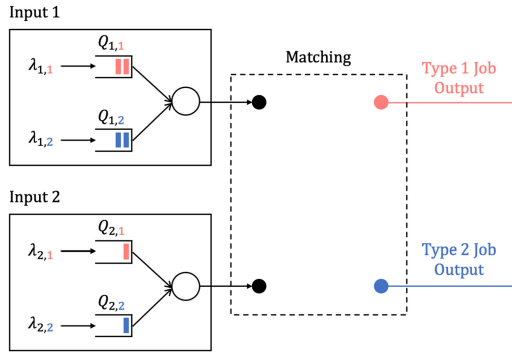 Input 1
Q1,1
λ1,1
Q1,2
λ1,2
Matching
Type 1 Job
Output
Input 2
Q2,1
λ2,1
Q2,2
λ2,2
Type 2 Job
Output